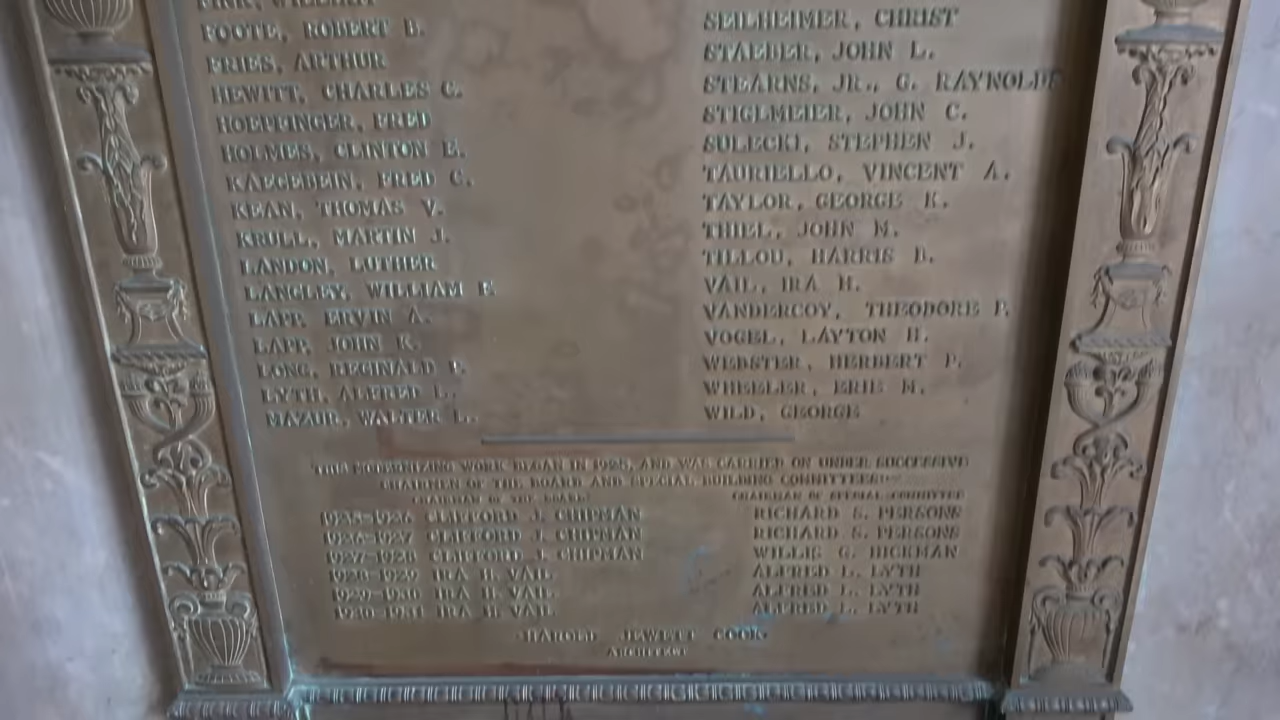 FINK, WILLIAM
FOOTE, ROBERT B.
FRIES, ARTHUR
HEWITT, CHARLES C.
HOEPFINGER, FRED
HOLMES, CLINTON E.
KAEGEBEIN, FRED C.
KEAN, THOMAS V.
KRULL, MARTIN J.
LANDON, LUTHER
LANGLEY, WILLIAM F.
LAPP, ERVIN A.
LAPP, JOHN K.
LONG, REGINALD P.
LYTH, ALFRED L.
MAZUR, WALTER L.
SEILHEIMER, CHRIST
STAEBER, JOHN L.
STEARNS, JR., G. RAYNOLDS
STIGLMEIER, JOHN C.
SULECKI, STEPHEN J.
TAURIELLO, VINCENT A.
TAYLOR, GEORGE K.
THIEL, JOHN M.
TILLOU, HARRIS B.
VAIL, IRA H.
VANDERCOY, THEODORE F.
VOGEL, LAYTON H.
WEBSTER, HERBERT P.
WHEELER, ERIE M.
WILD, GEORGE
THIS MODERNIZING WORK BEGAN IN 1925, AND WAS CARRIED ON UNDER SUCCESSIVE
CHAIRMEN OF THE BOARD AND SPECIAL BUILDING COMMITTEES:-
CHAIRMAN OF THE BOARD CHAIRMAN OF SPECIAL COMMITTEE
1925-1926 CLIFFORD J. CHIPMAN RICHARD S. PERSONS
1926-1927 CLIFFORD J. CHIPMAN RICHARD S. PERSONS
1927-1928 CLIFFORD J. CHIPMAN WILLIS G. HICKMAN
1928-1929 IRA H. VAIL ALFRED L. LYTH
1929-1930 IRA H. VAIL ALFRED L. LYTH
1930-1931 IRA H. VAIL ALFRED L. LYTH
HAROLD JEWETT COOK
ARCHITECT